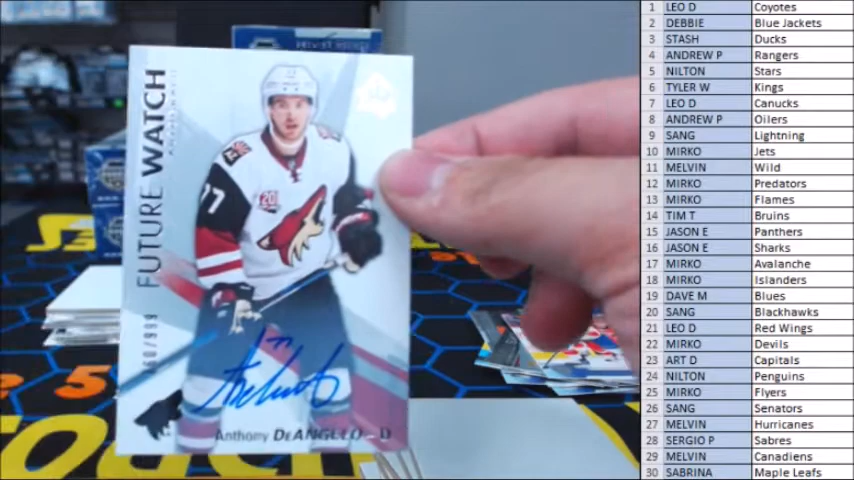 FUTURE WATCH
77
Anthony DeANGELO - D
1 LEO D Coyotes
2 DEBBIE Blue Jackets
3 STASH Ducks
4 ANDREW P Rangers
5 NILTON Stars
6 TYLER W Kings
7 LEO D Canucks
8 ANDREW P Oilers
9 SANG Lightning
10 MIRKO Jets
11 MELVIN Wild
12 MIRKO Predators
13 MIRKO Flames
14 TIM T Bruins
15 JASON E Panthers
16 JASON E Sharks
17 MIRKO Avalanche
18 MIRKO Islanders
19 DAVE M Blues
20 SANG Blackhawks
21 LEO D Red Wings
22 MIRKO Devils
23 ART D Capitals
24 NILTON Penguins
25 MIRKO Flyers
26 SANG Senators
27 MELVIN Hurricanes
28 SERGIO P Sabres
29 MELVIN Canadiens
30 SABRINA Maple Leafs